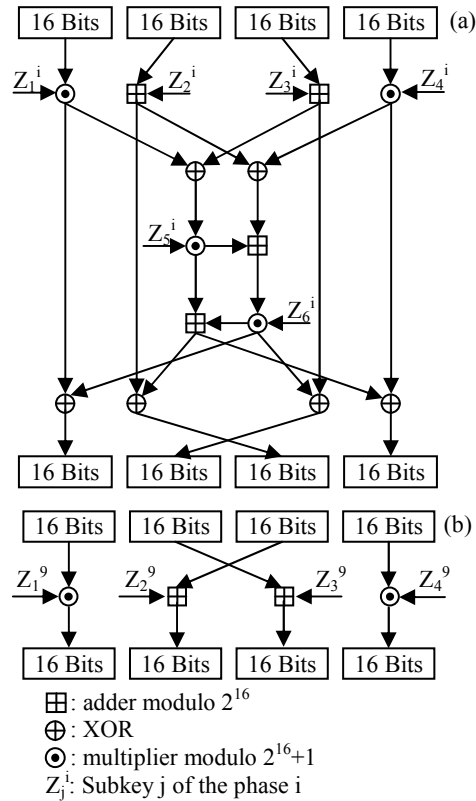 16 Bits 16 Bits 16 Bits 16 Bits (a)
Z₁ⁱ Z₂ⁱ Z₃ⁱ Z₄ⁱ
Z₅ⁱ
Z₆ⁱ
16 Bits 16 Bits 16 Bits 16 Bits
16 Bits 16 Bits 16 Bits 16 Bits (b)
Z₁⁹ Z₂⁹ Z₃⁹ Z₄⁹
16 Bits 16 Bits 16 Bits 16 Bits
: adder modulo 2¹⁶
: XOR
: multiplier modulo 2¹⁶+1
Zⱼⁱ: Subkey j of the phase i